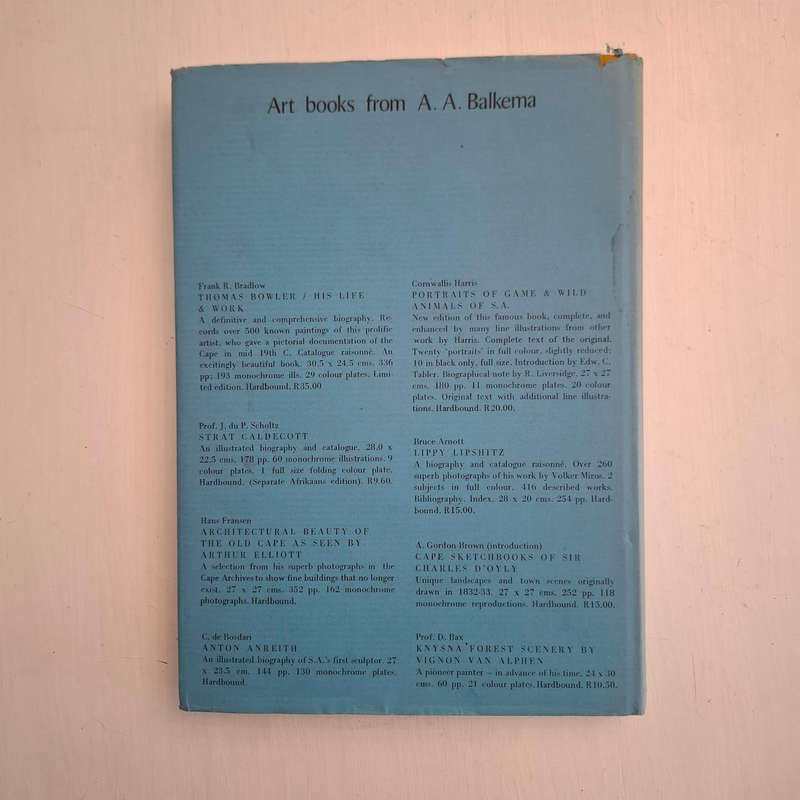 Art books from A. A. Balkema
Frank R. Bradlow
THOMAS BOWLER / HIS LIFE
& WORK
A definitive and comprehensive biography. Re-
cords over 500 known paintings of this prolific
artist, who gave a pictorial documentation of the
Cape in mid 19th C. Catalogue raisonné. An
excitingly beautiful book. 30.5 x 24.5 cms. 336
pp; 193 monochrome ills. 29 colour plates. Limi-
ted edition. Hardbound. R35.00
Prof. J. du P. Scholtz
STRAT CALDECOTT
An illustrated biography and catalogue. 28.0 x
22.5 cms. 178 pp. 60 monochrome illustrations. 9
colour plates. 1 full size folding colour plate.
Hardbound. (Separate Afrikaans edition). R9.60.
Hans Fransen
ARCHITECTURAL BEAUTY OF
THE OLD CAPE AS SEEN BY
ARTHUR ELLIOTT
A selection from his superb photographs in the
Cape Archives to show fine buildings that no longer
exist. 27 x 27 cms. 352 pp. 162 monochrome
photographs. Hardbound.
C. de Bosdari
ANTON ANREITH
An illustrated biography of S.A.'s first sculptor. 27
x 23.5 cm. 144 pp. 130 monochrome plates.
Hardbound.
Cornwallis Harris
PORTRAITS OF GAME & WILD
ANIMALS OF S.A.
New edition of this famous book, complete, and
enhanced by many line illustrations from other
work by Harris. Complete text of the original.
Twenty 'portraits' in full colour, slightly reduced;
10 in black only, full size. Introduction by Edw. C.
Tabler. Biographical note by R. Liversidge. 27 x 27
cms. 180 pp. 11 monochrome plates. 20 colour
plates. Original text with additional line illustra-
tions. Hardbound. R20.00.
Bruce Arnott
LIPPY LIPSHITZ
A biography and catalogue raisonné. Over 260
superb photographs of his work by Volker Miros. 2
subjects in full colour. 416 described works.
Bibliography. Index. 28 x 20 cms. 254 pp. Hard-
bound. R15.00.
A. Gordon-Brown (introduction)
CAPE SKETCHBOOKS OF SIR
CHARLES D'OYLY
Unique landscapes and town scenes originally
drawn in 1832-33. 27 x 27 cms. 252 pp. 118
monochrome reproductions. Hardbound. R15.00.
Prof. D. Bax
KNYSNA FOREST SCENERY BY
VIGNON VAN ALPHEN
A pioneer painter – in advance of his time. 24 x 30
cms. 60 pp. 21 colour plates. Hardbound. R10.50.